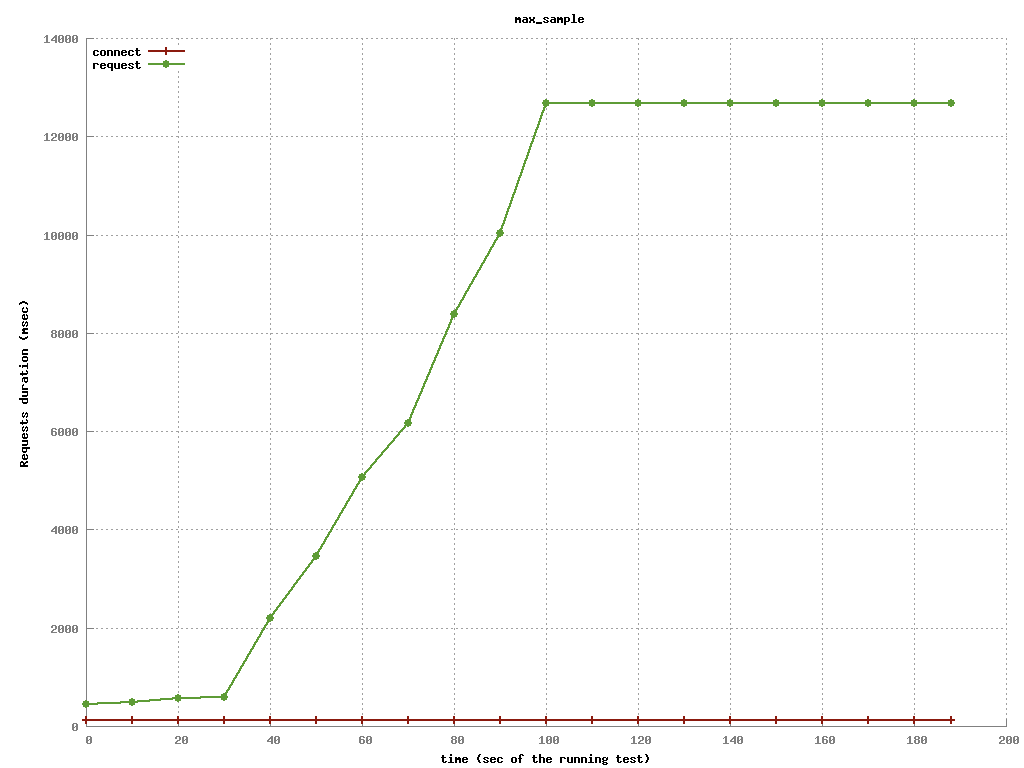 max_sample
14000
connect
request
12000
10000
8000
Requests duration (msec)
6000
4000
2000
0
0 20 40 60 80 100 120 140 160 180 200
time (sec of the running test)